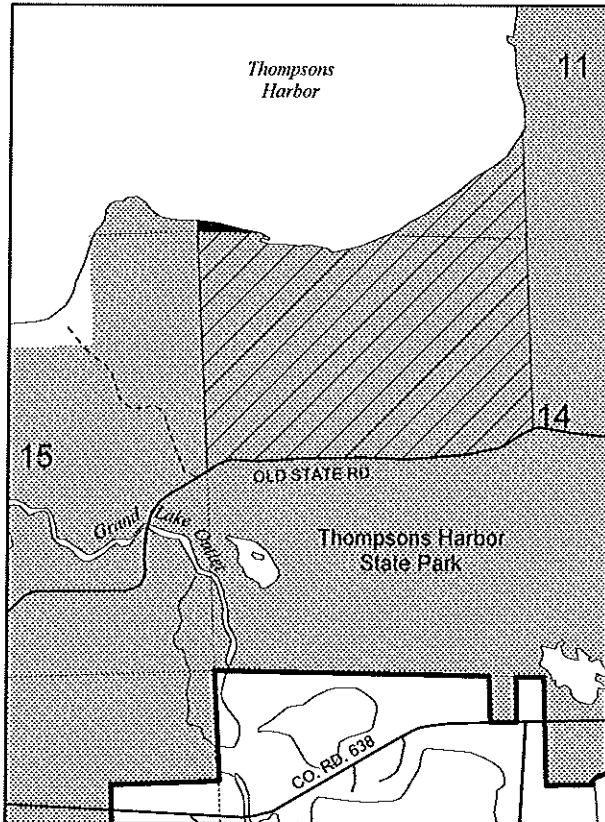 Thompsons
Harbor
11
14
15
OLD STATE RD.
Grand Lake Outlet
Thompsons Harbor
State Park
CO. RD. 638